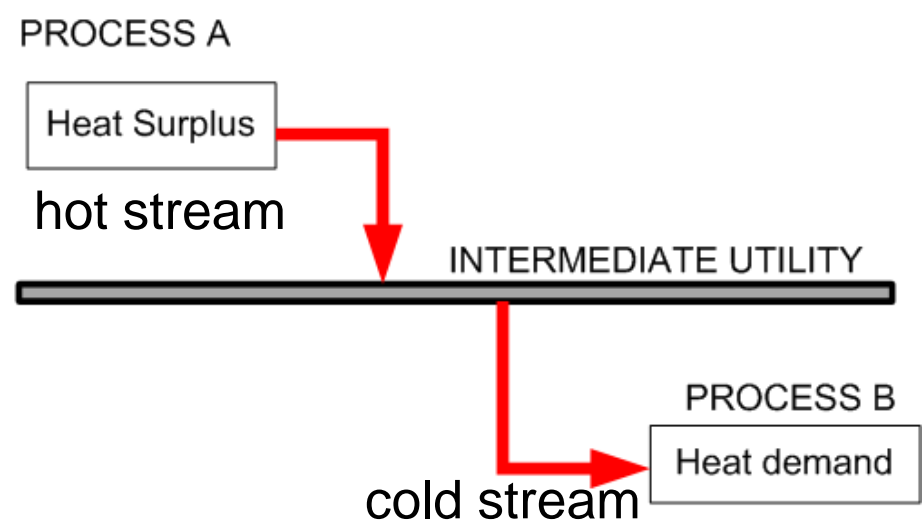 PROCESS A
Heat Surplus
hot stream
INTERMEDIATE UTILITY
PROCESS B
Heat demand
cold stream